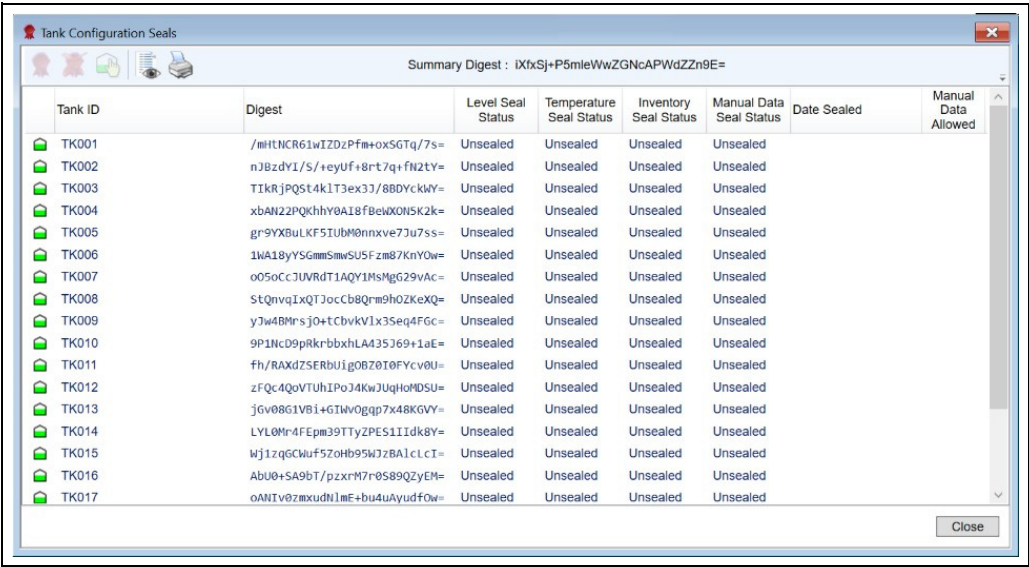 Tank Configuration Seals
Summary Digest : iXfxSj+P5mleWwZGNcAPWdZZn9E=
Tank ID Digest Level Seal Status Temperature Seal Status Inventory Seal Status Manual Data Seal Status Date Sealed Manual Data Allowed
TK001 /mHtNCR61wIZDzPfm+oxSGTq/7s= Unsealed Unsealed Unsealed Unsealed
TK002 nJBzdYI/S/+eyUf+8rt7q+fN2tY= Unsealed Unsealed Unsealed Unsealed
TK003 TIkRjPQSt4klT3ex3J/8BDYckWY= Unsealed Unsealed Unsealed Unsealed
TK004 xbAN22PQKhhY0AI8fBeWXON5K2k= Unsealed Unsealed Unsealed Unsealed
TK005 gr9YXBuLKF5IUbM0nnxve7Ju7ss= Unsealed Unsealed Unsealed Unsealed
TK006 1WA18yYSGmmSmwSU5Fzm87KnYOw= Unsealed Unsealed Unsealed Unsealed
TK007 oO5oCcJUVRdT1AQY1MsMgG29vAc= Unsealed Unsealed Unsealed Unsealed
TK008 StQnvqIxQTJocCb8Qrm9hOZKeXQ= Unsealed Unsealed Unsealed Unsealed
TK009 yJw4BMrsjO+tCbvkVlx3Seq4FGc= Unsealed Unsealed Unsealed Unsealed
TK010 9P1NcD9pRkrbbxhLA435J69+1aE= Unsealed Unsealed Unsealed Unsealed
TK011 fh/RAXdZSERbUigOBZ0I0FYcv0U= Unsealed Unsealed Unsealed Unsealed
TK012 zFQc4QoVTUhIPoJ4KwJUqHoMDSU= Unsealed Unsealed Unsealed Unsealed
TK013 jGv08G1VBi+GIWvOgqp7x48KGVY= Unsealed Unsealed Unsealed Unsealed
TK014 LYL0Mr4FEpm39TTyZPES1IIdk8Y= Unsealed Unsealed Unsealed Unsealed
TK015 Wj1zqGCWuf5ZoHb95WJzBAlcLcI= Unsealed Unsealed Unsealed Unsealed
TK016 AbU0+SA9bT/pzxrM7r0S89QZyEM= Unsealed Unsealed Unsealed Unsealed
TK017 oANIv0zmxudNlmE+bu4uAyudfOw= Unsealed Unsealed Unsealed Unsealed
Close